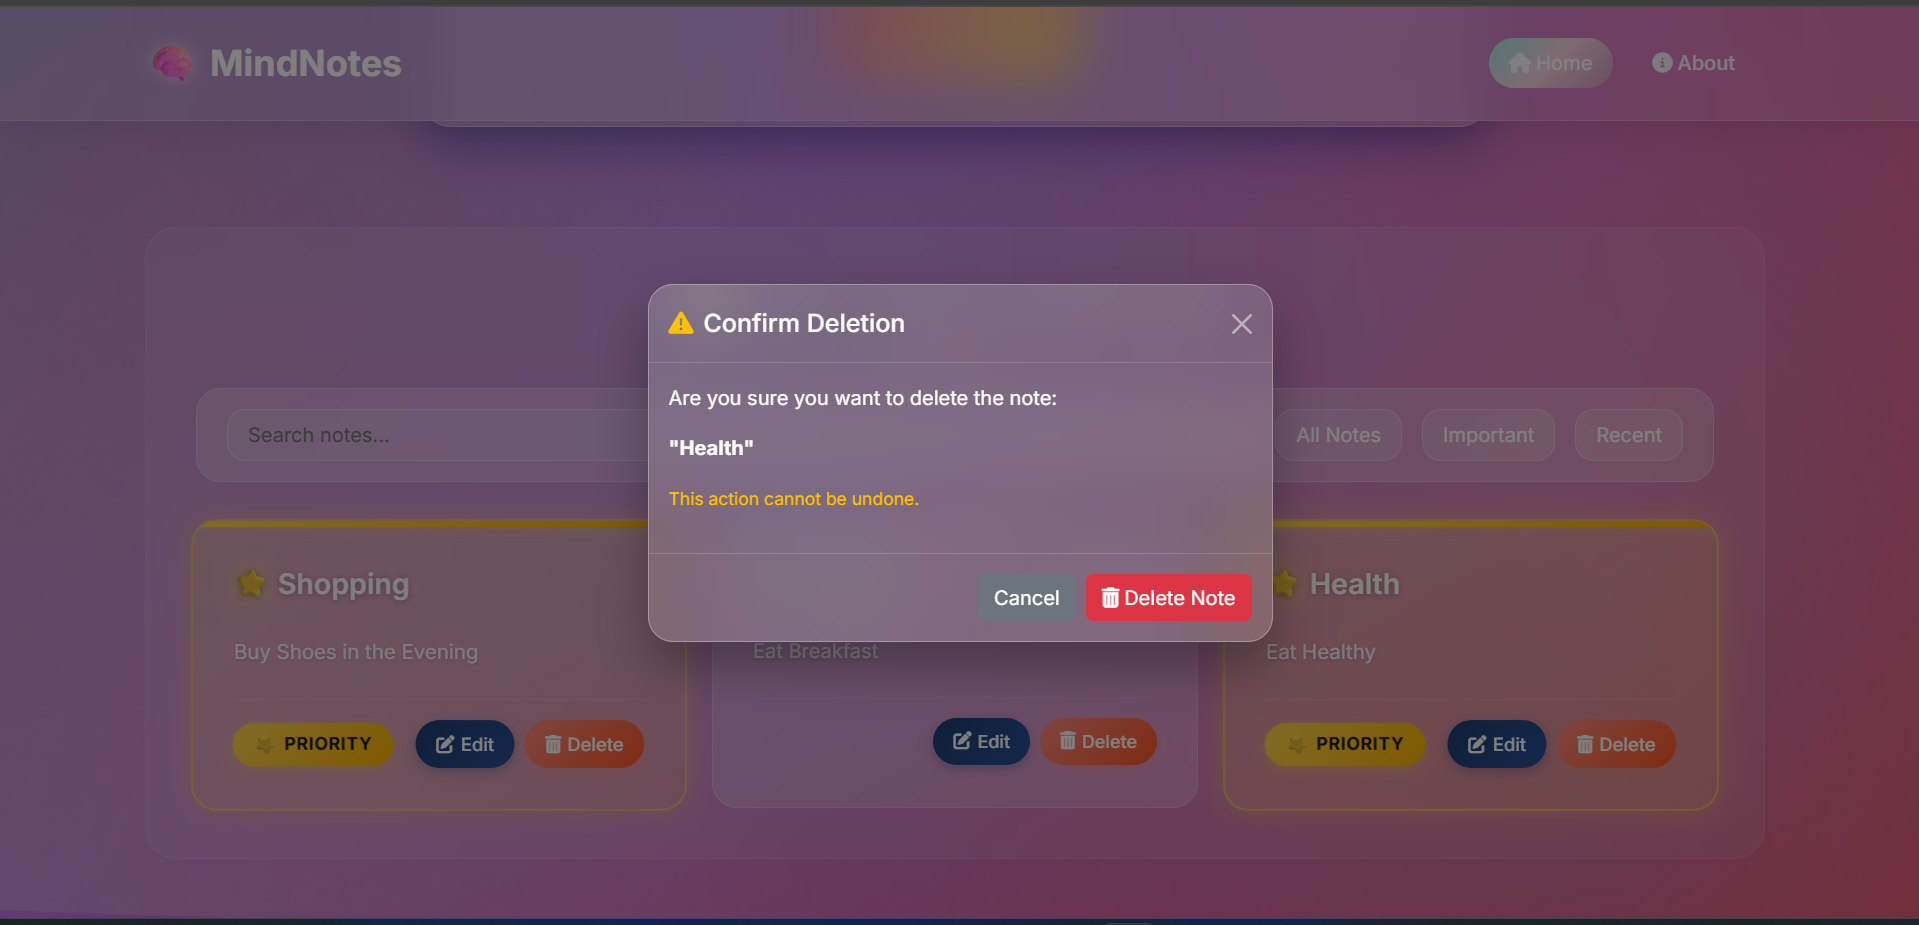 MindNotes
Home
About
Confirm Deletion
Are you sure you want to delete the note:
"Health"
This action cannot be undone.
Cancel
Delete Note
Search notes...
All Notes
Important
Recent
Shopping
Buy Shoes in the Evening
PRIORITY
Edit
Delete
Eat Breakfast
Edit
Delete
Health
Eat Healthy
PRIORITY
Edit
Delete